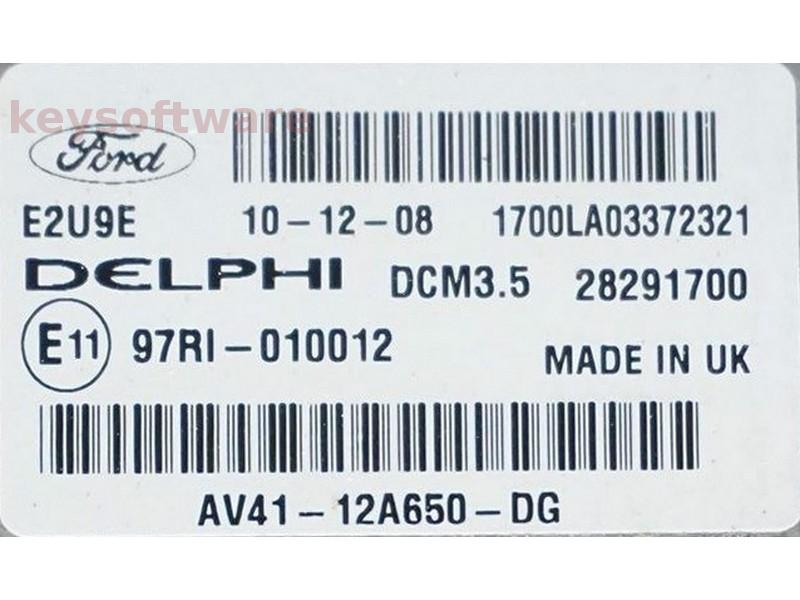 keysoftware
Ford
E2U9E 10-12-08 1700LA03372321
DELPHI DCM3.5 28291700
E11 97RI-010012
MADE IN UK
AV41-12A650-DG